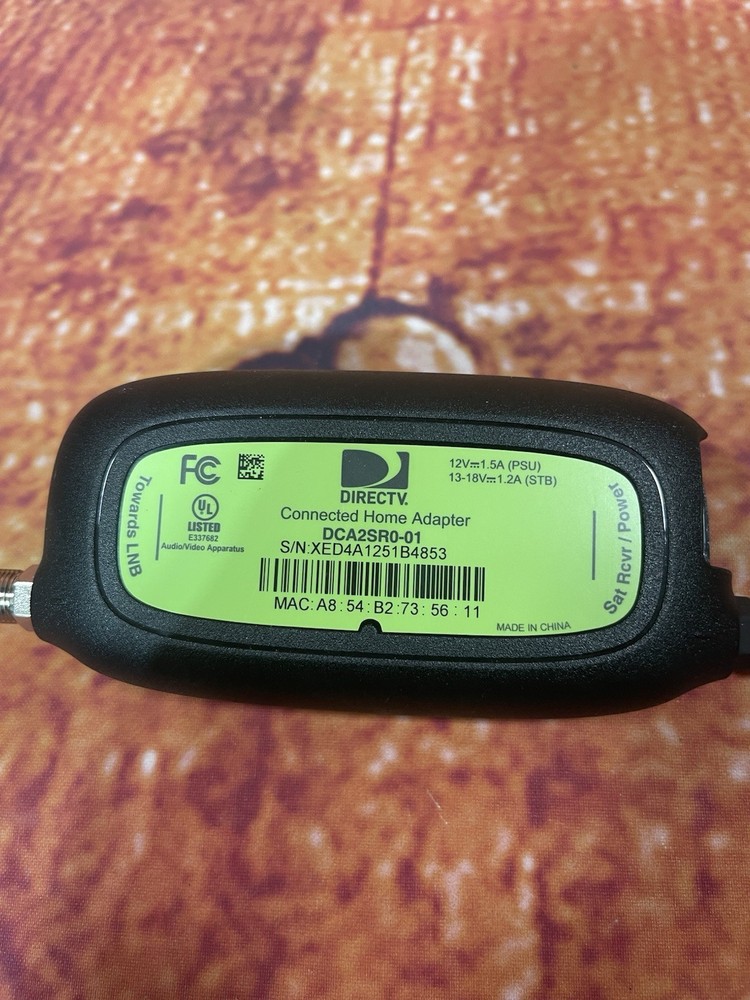 Towards LNB
FC
UL
LISTED
E337682
Audio/Video Apparatus
DIRECTV.
Connected Home Adapter
DCA2SR0-01
S/N:XED4A1251B4853
MAC: A8 : 54 : B2 : 73 : 56 : 11
12V⎓1.5A (PSU)
13-18V⎓1.2A (STB)
Sat Rcvr / Power
MADE IN CHINA